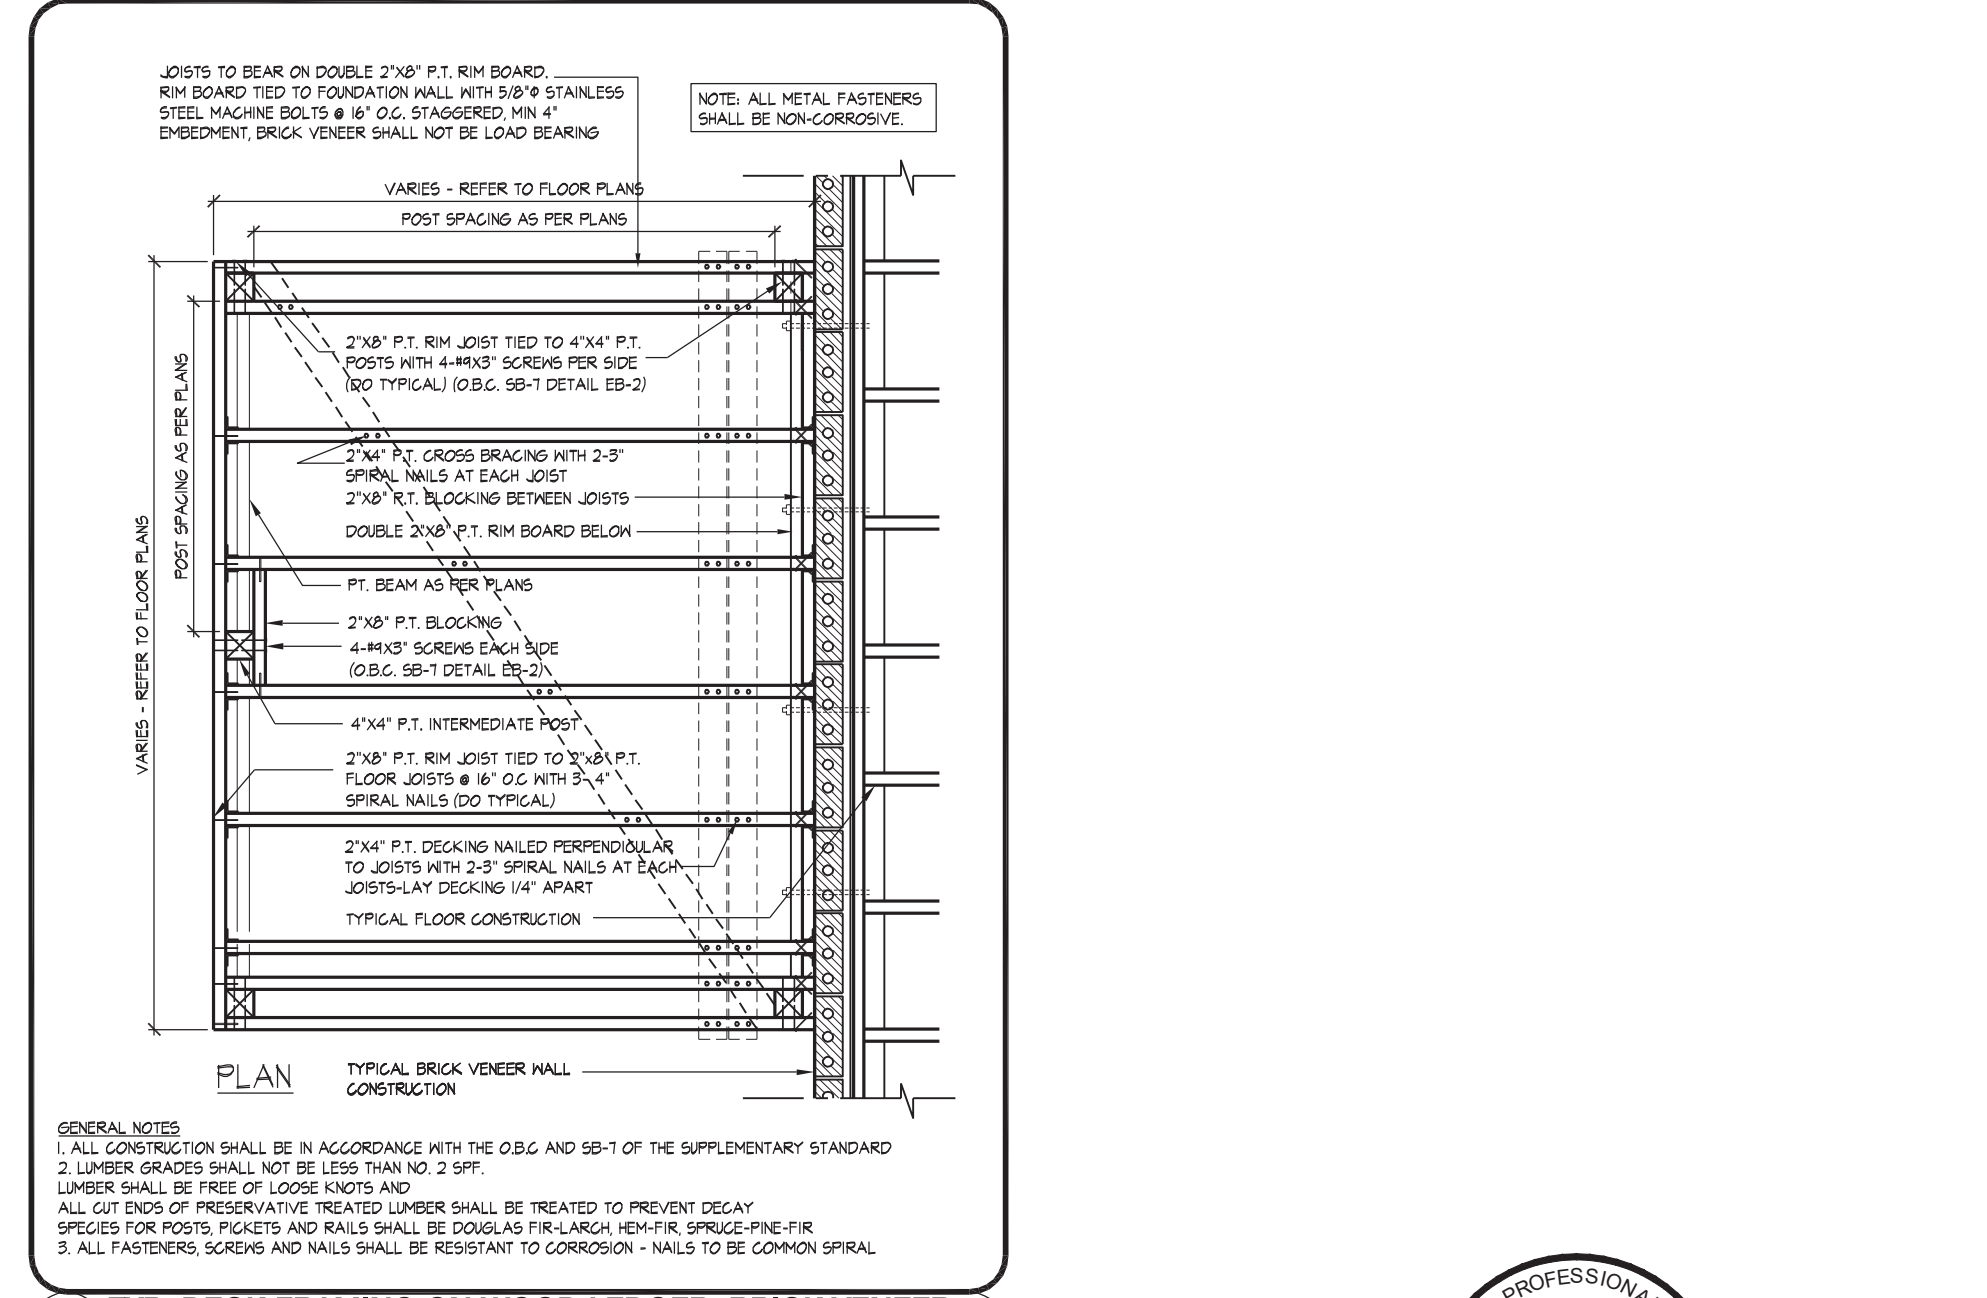 JOISTS TO BEAR ON DOUBLE 2"X8" P.T. RIM BOARD.
RIM BOARD TIED TO FOUNDATION WALL WITH 5/8"Φ STAINLESS
STEEL MACHINE BOLTS @ 16" O.C. STAGGERED, MIN 4"
EMBEDMENT, BRICK VENEER SHALL NOT BE LOAD BEARING
NOTE: ALL METAL FASTENERS
SHALL BE NON-CORROSIVE.
VARIES - REFER TO FLOOR PLANS
POST SPACING AS PER PLANS
VARIES - REFER TO FLOOR PLANS
POST SPACING AS PER PLANS
2"X8" P.T. RIM JOIST TIED TO 4"X4" P.T.
POSTS WITH 4-#9X3" SCREWS PER SIDE
(DO TYPICAL) (O.B.C. SB-7 DETAIL EB-2)
2"X4" P.T. CROSS BRACING WITH 2-3"
SPIRAL NAILS AT EACH JOIST
2"X8" P.T. BLOCKING BETWEEN JOISTS
DOUBLE 2"X8" P.T. RIM BOARD BELOW
PT. BEAM AS PER PLANS
2"X8" P.T. BLOCKING
4-#9X3" SCREWS EACH SIDE
(O.B.C. SB-7 DETAIL EB-2)
4"X4" P.T. INTERMEDIATE POST
2"X8" P.T. RIM JOIST TIED TO 2"x8" P.T.
FLOOR JOISTS @ 16" O.C WITH 3- 4"
SPIRAL NAILS (DO TYPICAL)
2"X4" P.T. DECKING NAILED PERPENDICULAR
TO JOISTS WITH 2-3" SPIRAL NAILS AT EACH
JOISTS-LAY DECKING 1/4" APART
TYPICAL FLOOR CONSTRUCTION
PLAN
TYPICAL BRICK VENEER WALL
CONSTRUCTION
GENERAL NOTES
1. ALL CONSTRUCTION SHALL BE IN ACCORDANCE WITH THE O.B.C AND SB-7 OF THE SUPPLEMENTARY STANDARD
2. LUMBER GRADES SHALL NOT BE LESS THAN NO. 2 SPF.
LUMBER SHALL BE FREE OF LOOSE KNOTS AND
ALL CUT ENDS OF PRESERVATIVE TREATED LUMBER SHALL BE TREATED TO PREVENT DECAY
SPECIES FOR POSTS, PICKETS AND RAILS SHALL BE DOUGLAS FIR-LARCH, HEM-FIR, SPRUCE-PINE-FIR
3. ALL FASTENERS, SCREWS AND NAILS SHALL BE RESISTANT TO CORROSION - NAILS TO BE COMMON SPIRAL
PROFESSIONA